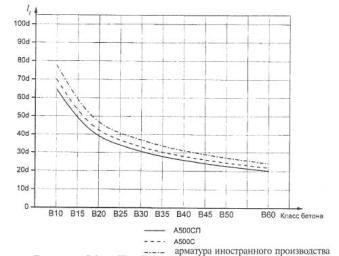 l
100d
90d
80d
70d
60d
50d
40d
30d
20d
10d
0
B10 B15 B20 B25 B30 B35 B40 B45 B50 B60 Класс бетона
А500СП
А500С
арматура иностранного производства